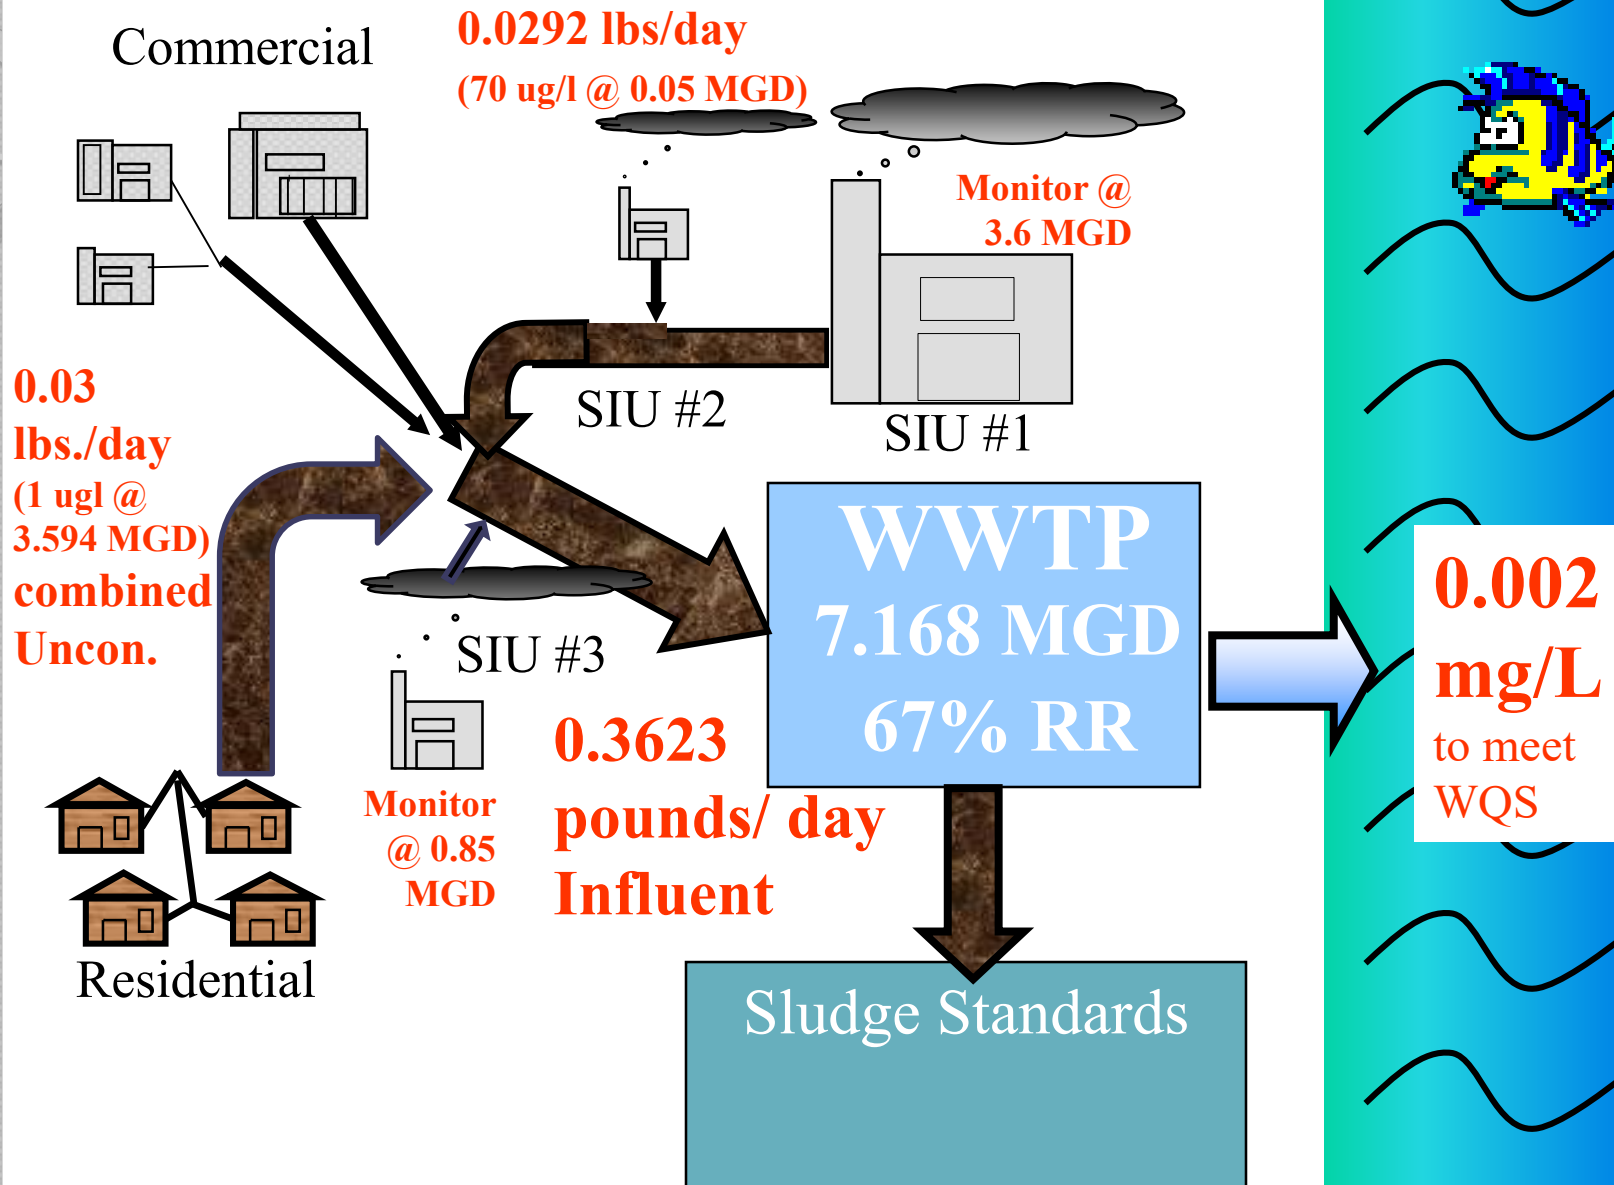 Commercial
0.0292 lbs/day
(70 ug/l @ 0.05 MGD)
Monitor @
3.6 MGD
0.03
lbs./day
(1 ugl @
3.594 MGD)
combined
Uncon.
SIU #2
SIU #1
WWTP
7.168 MGD
67% RR
0.002
mg/L
to meet
WQS
SIU #3
0.3623
pounds/ day
Influent
Monitor
@ 0.85
MGD
Residential
Sludge Standards